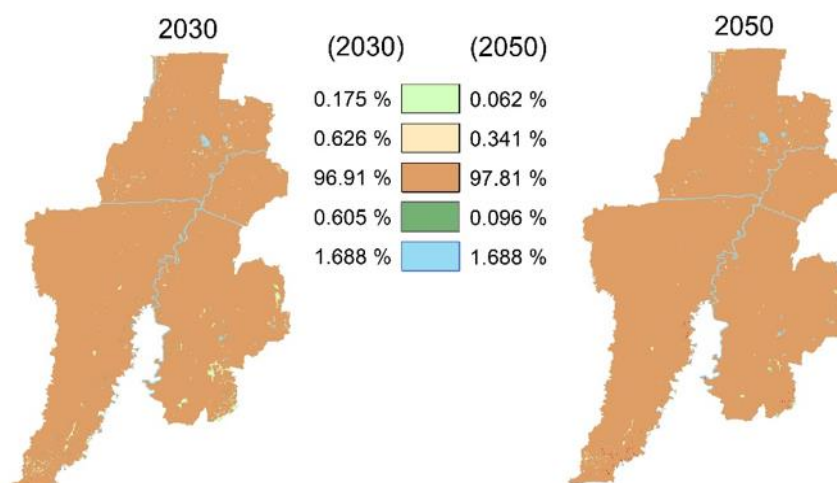 2030
2050
(2030) (2050)
0.175 % 0.062 %
0.626 % 0.341 %
96.91 % 97.81 %
0.605 % 0.096 %
1.688 % 1.688 %